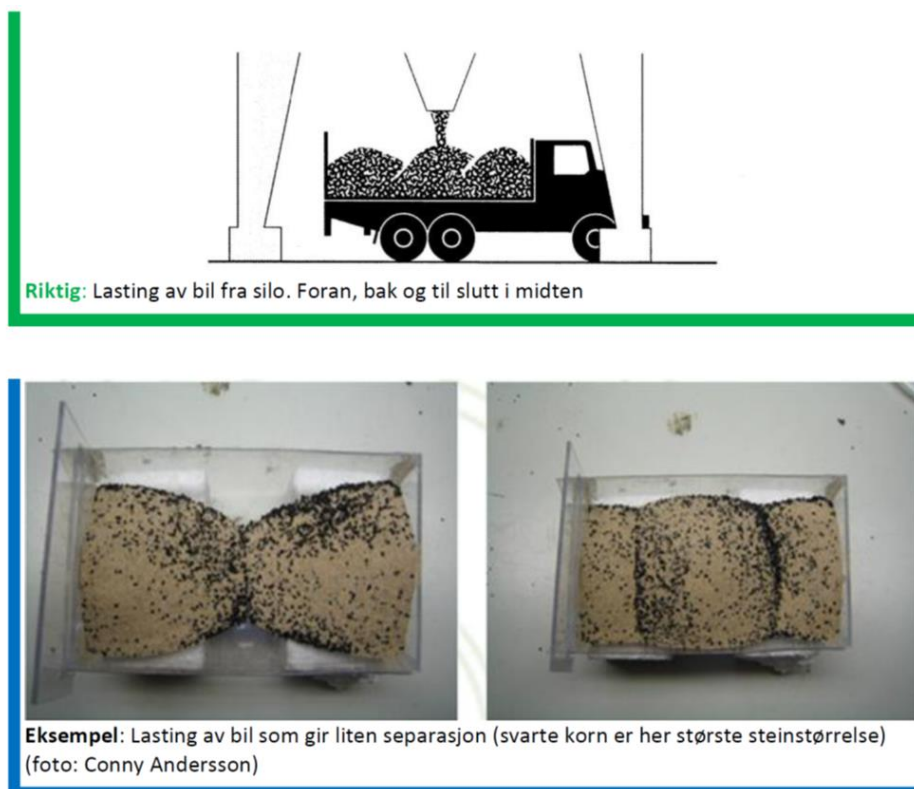 Riktig: Lasting av bil fra silo. Foran, bak og til slutt i midten
Eksempel: Lasting av bil som gir liten separasjon (svarte korn er her største steinstørrelse)
(foto: Conny Andersson)